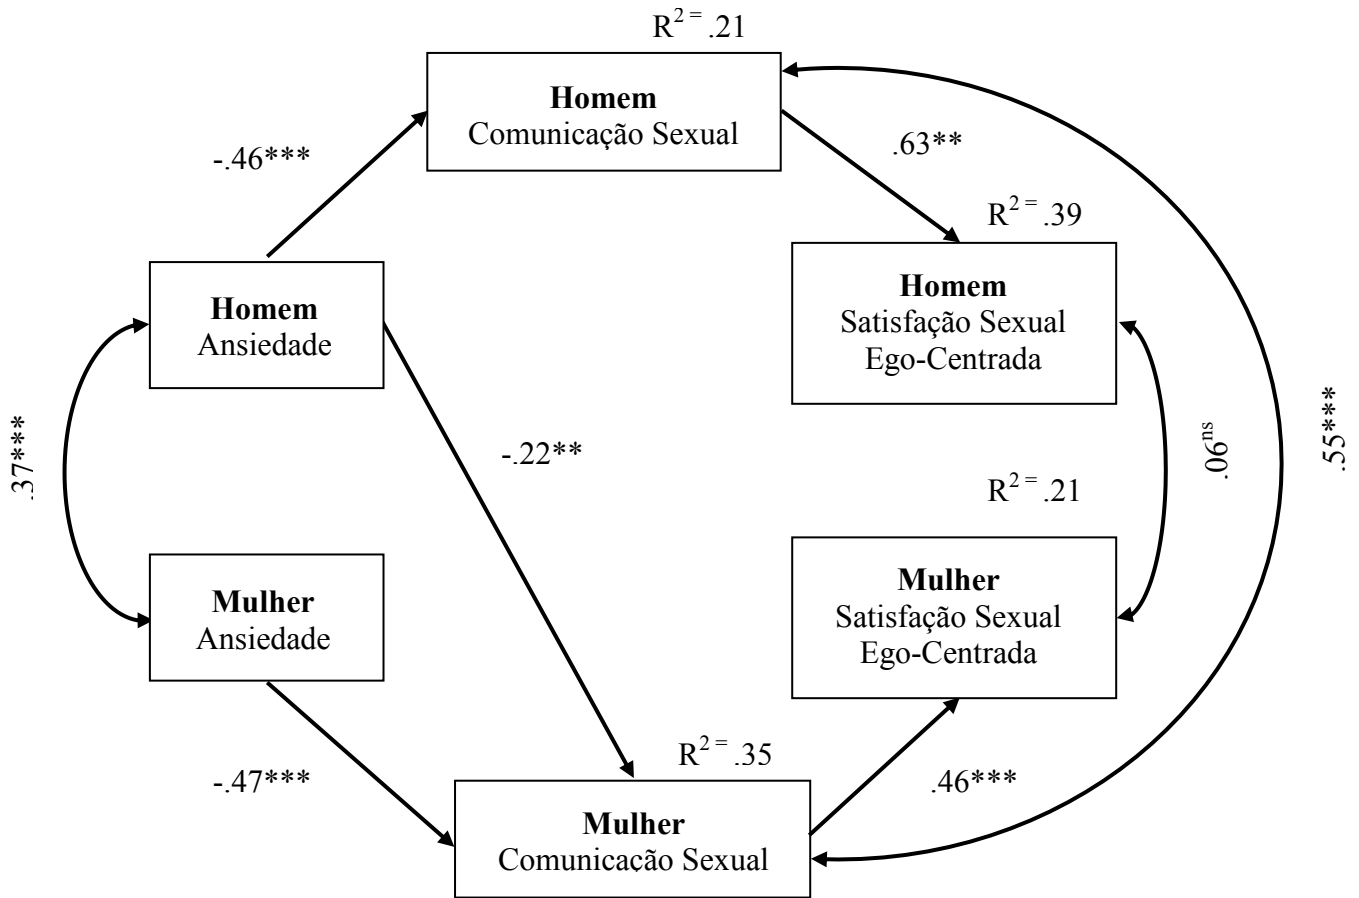 R² ⁼ .21
Homem
Comunicação Sexual
-.46***
.63**
R² ⁼ .39
Homem
Ansiedade
Homem
Satisfação Sexual
Ego-Centrada
.37***
-.22**
.06ⁿˢ
.55***
R² ⁼ .21
Mulher
Ansiedade
Mulher
Satisfação Sexual
Ego-Centrada
-.47***
R² ⁼ .35
.46***
Mulher
Comunicação Sexual